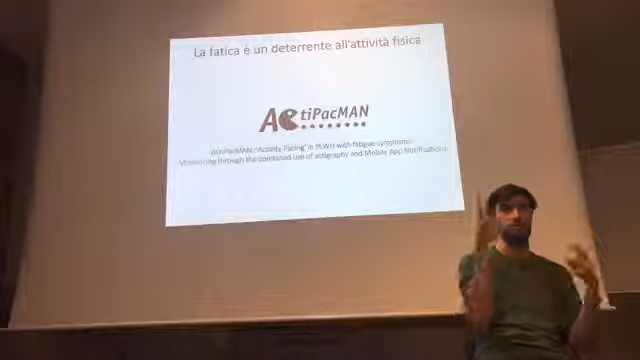 La fatica è un deterrente all'attività fisica
ActiPacMAN
ActiPacMAN: 'Activity Pacing' in PLWH with fatigue symptoms:
Monitoring through the combined use of actigraphy and Mobile App Notifications